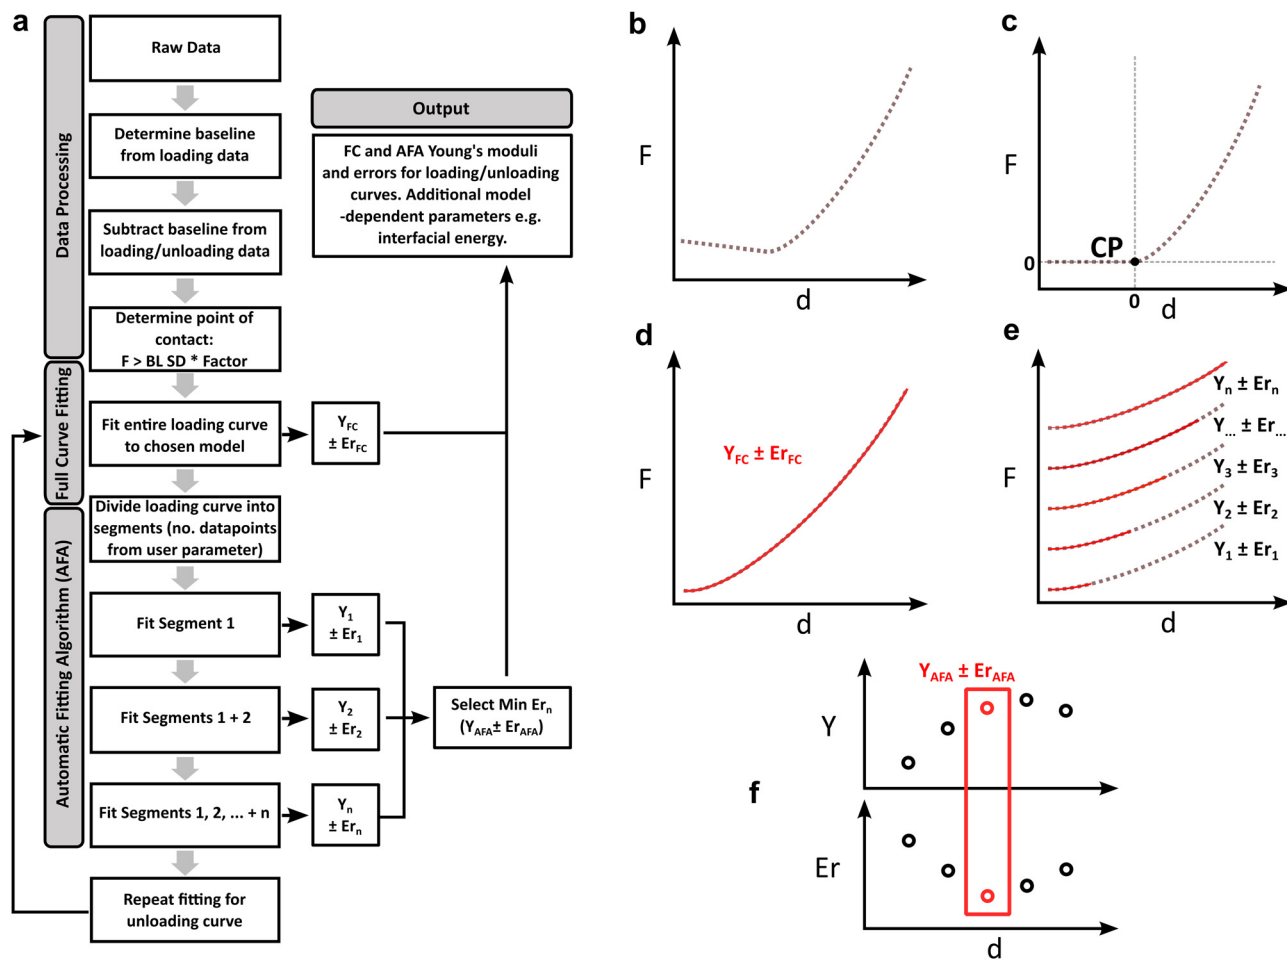 a
Data Processing
Full Curve Fitting
Automatic Fitting Algorithm (AFA)
Raw Data
Determine baseline
from loading data
Subtract baseline from
loading/unloading data
Determine point of
contact:
F > BL SD * Factor
Fit entire loading curve
to chosen model
Y_FC
± Er_FC
Divide loading curve into
segments (no. datapoints
from user parameter)
Fit Segment 1
Y_1
± Er_1
Fit Segments 1 + 2
Y_2
± Er_2
Fit Segments 1, 2, ... + n
Y_n
± Er_n
Repeat fitting for
unloading curve
Select Min Er_n
(Y_AFA± Er_AFA)
Output
FC and AFA Young's moduli
and errors for loading/unloading
curves. Additional model
-dependent parameters e.g.
interfacial energy.
b
F
d
c
F
0
CP
0
d
d
F
Y_FC ± Er_FC
d
e
F
Y_n ± Er_n
Y_... ± Er_...
Y_3 ± Er_3
Y_2 ± Er_2
Y_1 ± Er_1
d
f
Y_AFA ± Er_AFA
Y
Er
d